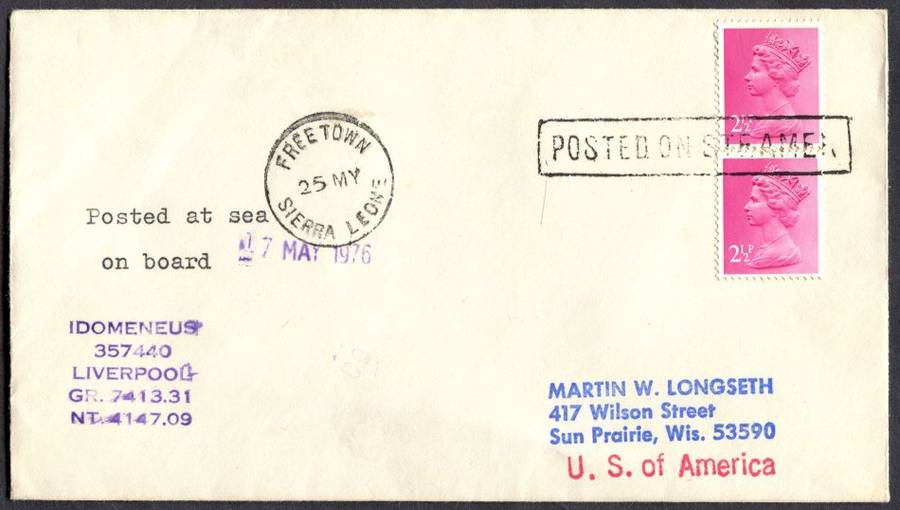 FREETOWN
25 MY
SIERRA LEONE
POSTED ON STEAMER
2½
2½P
Posted at sea
on board
7 MAY 1976
IDOMENEUS
357440
LIVERPOOL
GR. 7413.31
NT. 4147.09
MARTIN W. LONGSETH
417 Wilson Street
Sun Prairie, Wis. 53590
U. S. of America